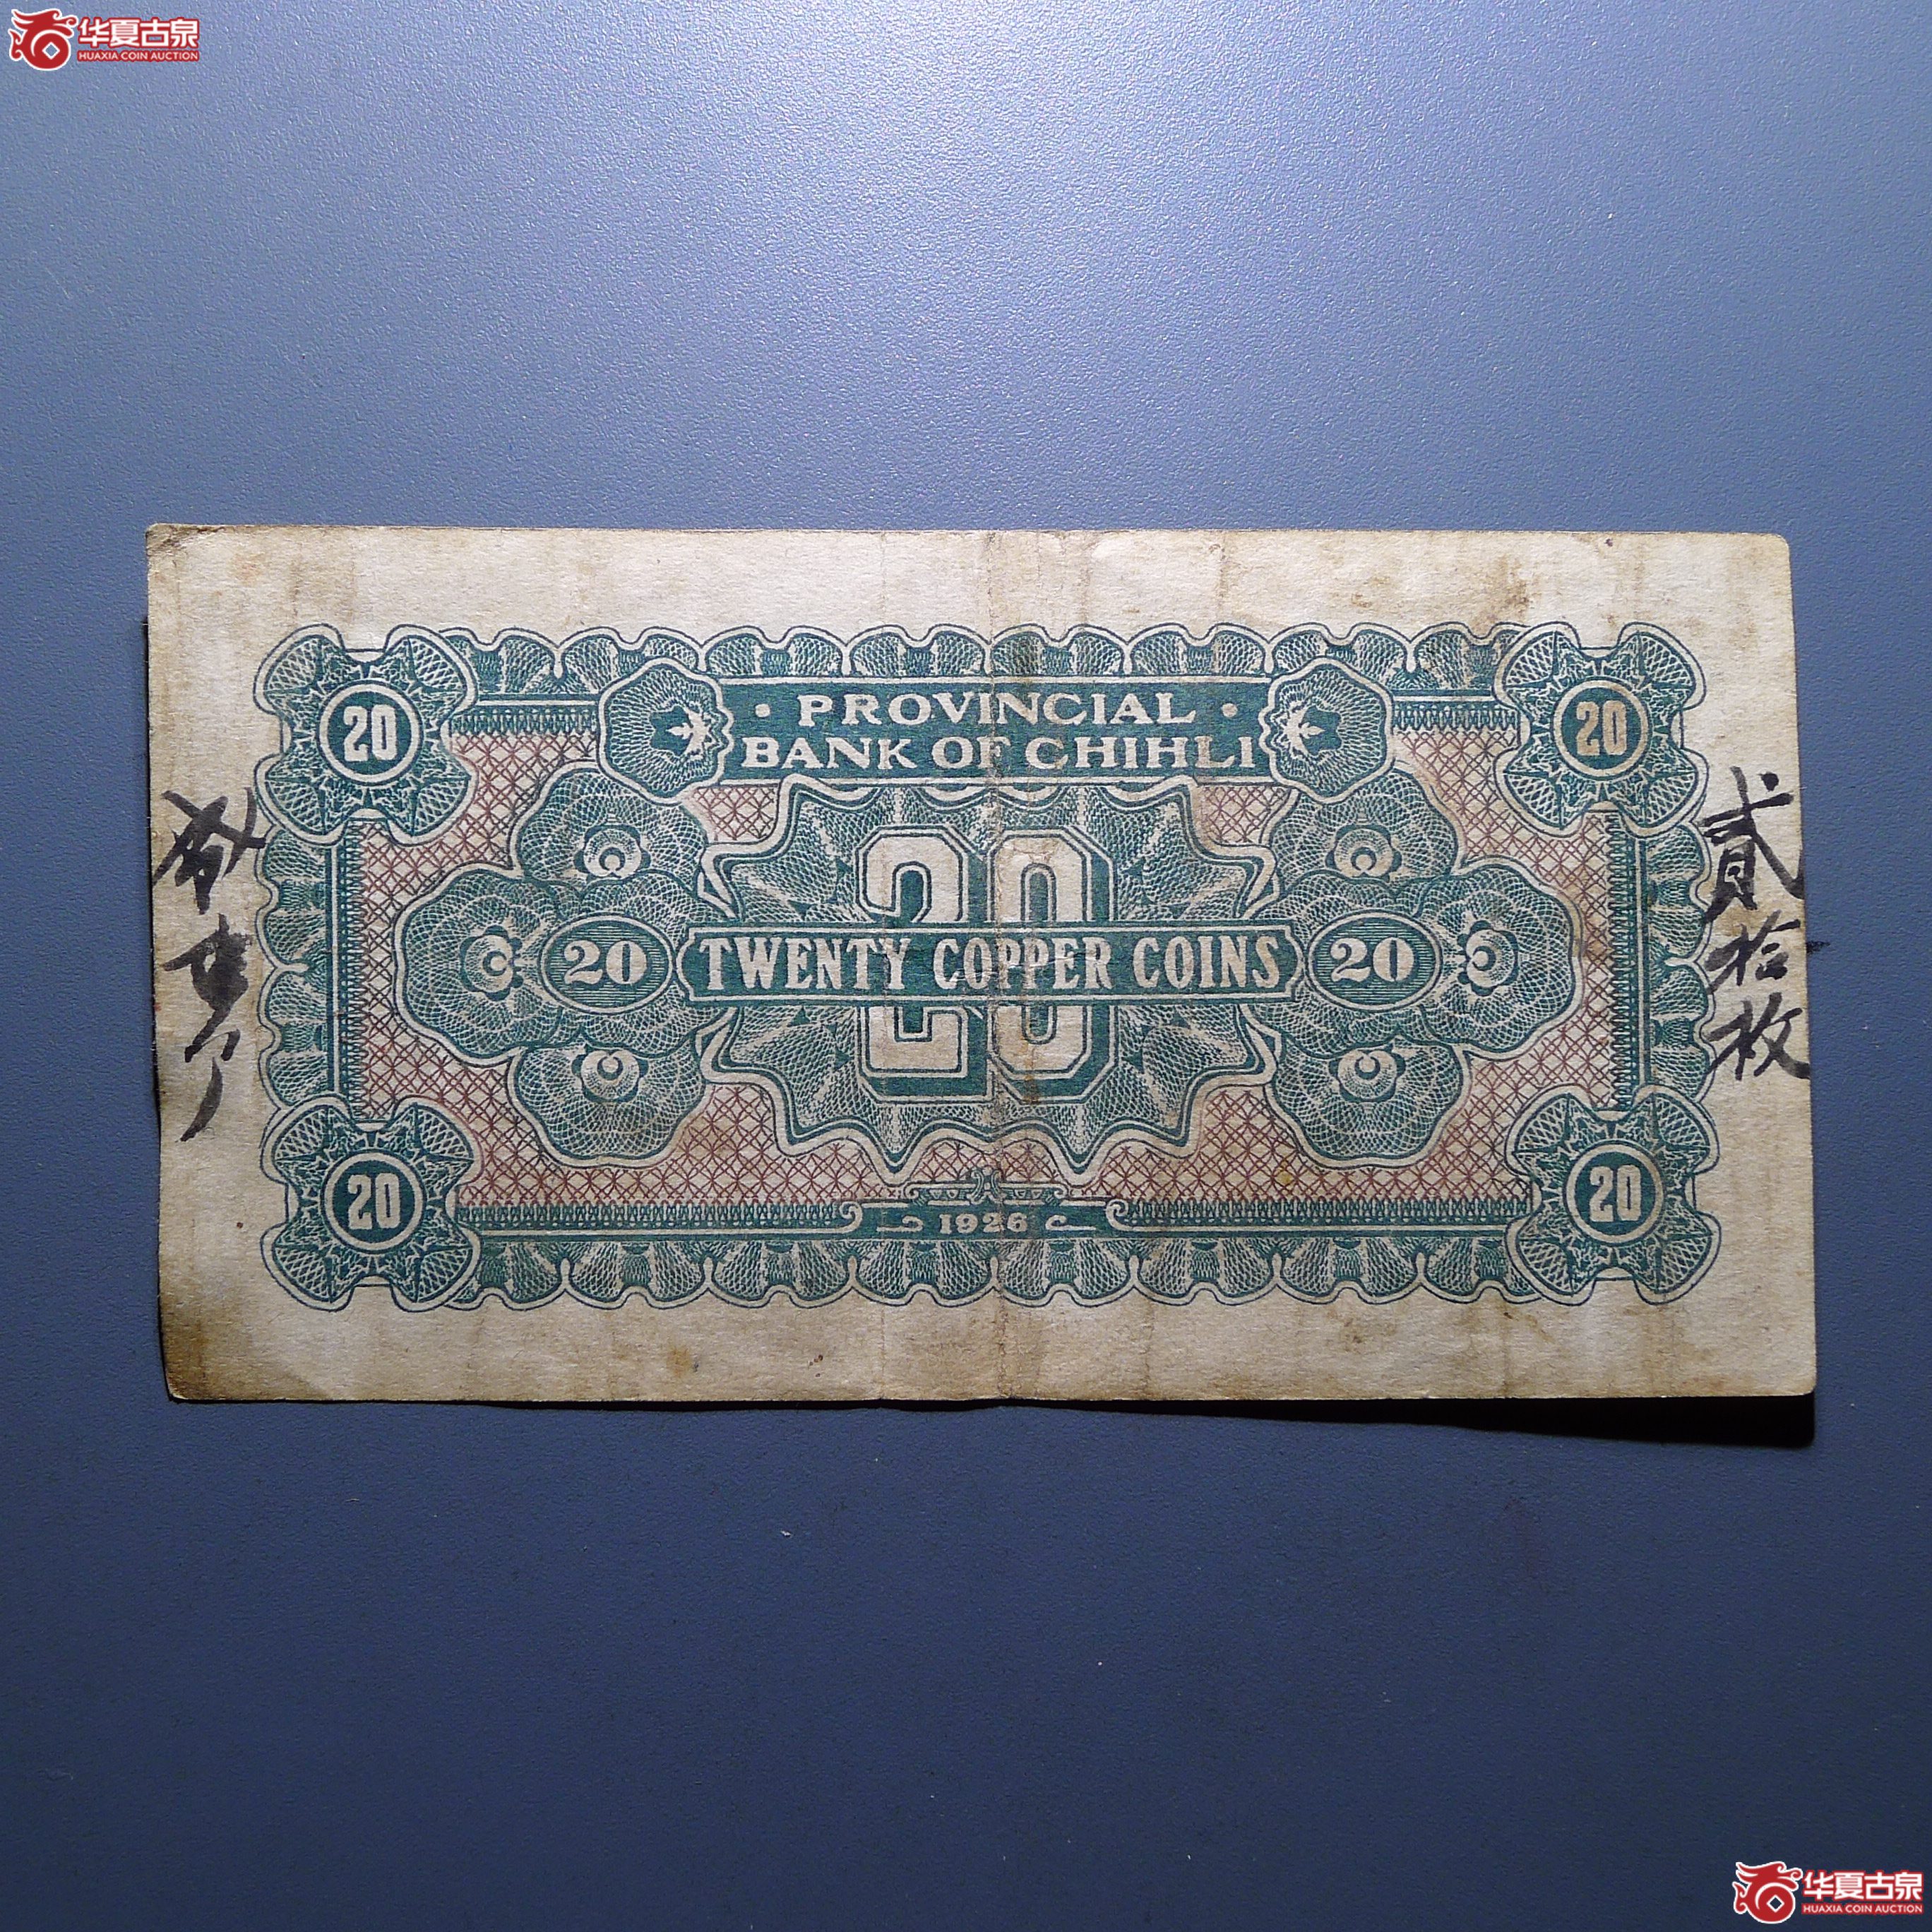 华夏古泉
HUAXIA COIN AUCTION
20
· PROVINCIAL ·
BANK OF CHIHLI
20
20
20
TWENTY COPPER COINS
20
貳拾枚
20
1926
20
华夏古泉
HUAXIA COIN AUCTION